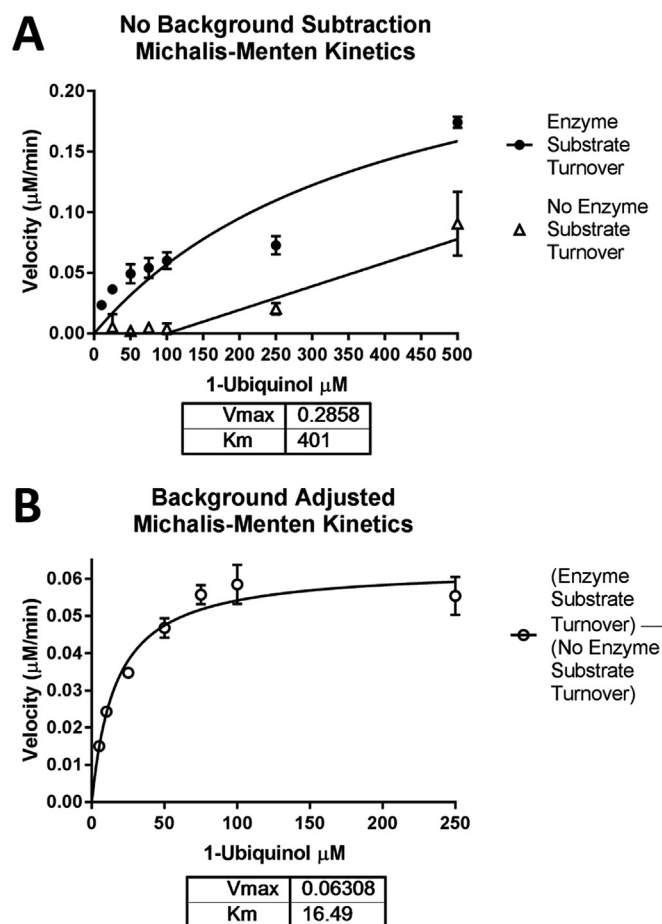 A
No Background Subtraction
Michalis-Menten Kinetics
Velocity (μM/min)
0.20
0.15
0.10
0.05
0.00
0 50 100 150 200 250 300 350 400 450 500
1-Ubiquinol μM
Enzyme
Substrate
Turnover
No Enzyme
Substrate
Turnover
Vmax 0.2858
Km 401
B
Background Adjusted
Michalis-Menten Kinetics
Velocity (μM/min)
0.06
0.05
0.04
0.03
0.02
0.01
0.00
0 50 100 150 200 250
1-Ubiquinol μM
(Enzyme
Substrate
Turnover) —
(No Enzyme
Substrate
Turnover)
Vmax 0.06308
Km 16.49